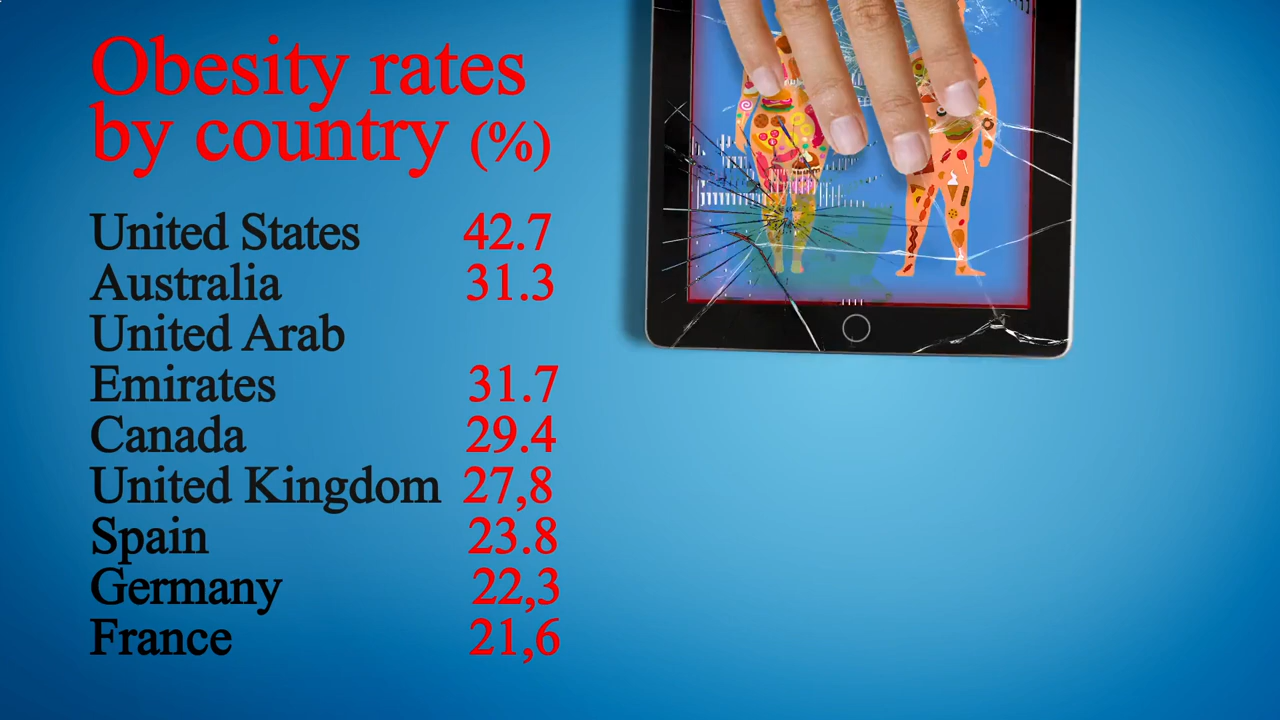 Obesity rates
by country (%)
United States 42.7
Australia 31.3
United Arab
Emirates 31.7
Canada 29.4
United Kingdom 27,8
Spain 23.8
Germany 22,3
France 21,6